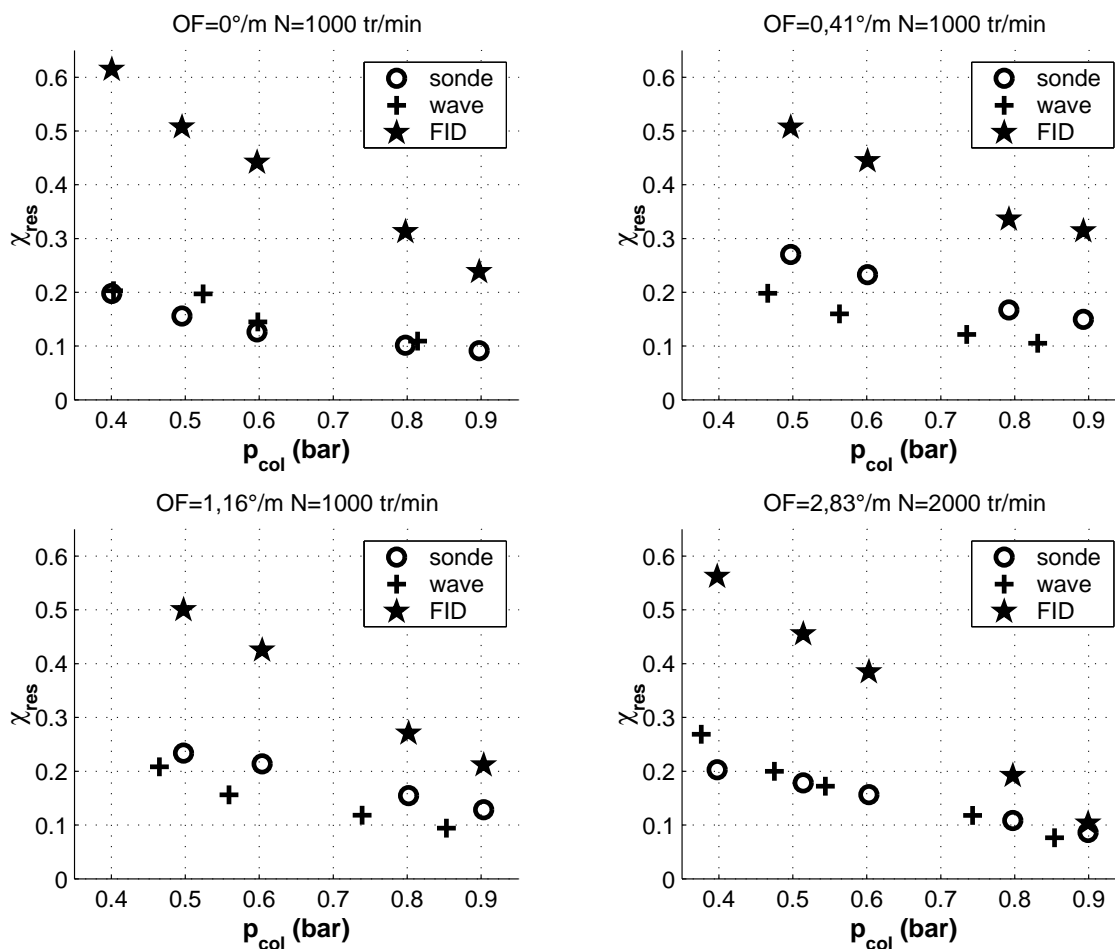 OF=0°/m N=1000 tr/min
0.6
0.5
0.4
0.3
0.2
0.1
0
χres
0.4 0.5 0.6 0.7 0.8 0.9
pcol (bar)
sonde
wave
FID
OF=0,41°/m N=1000 tr/min
0.6
0.5
0.4
0.3
0.2
0.1
0
χres
0.4 0.5 0.6 0.7 0.8 0.9
pcol (bar)
sonde
wave
FID
OF=1,16°/m N=1000 tr/min
0.6
0.5
0.4
0.3
0.2
0.1
0
χres
0.4 0.5 0.6 0.7 0.8 0.9
pcol (bar)
sonde
wave
FID
OF=2,83°/m N=2000 tr/min
0.6
0.5
0.4
0.3
0.2
0.1
0
χres
0.4 0.5 0.6 0.7 0.8 0.9
pcol (bar)
sonde
wave
FID